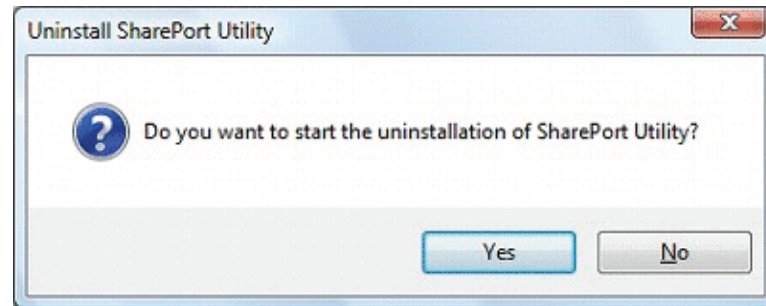 Uninstall SharePort Utility
Do you want to start the uninstallation of SharePort Utility?
Yes
No